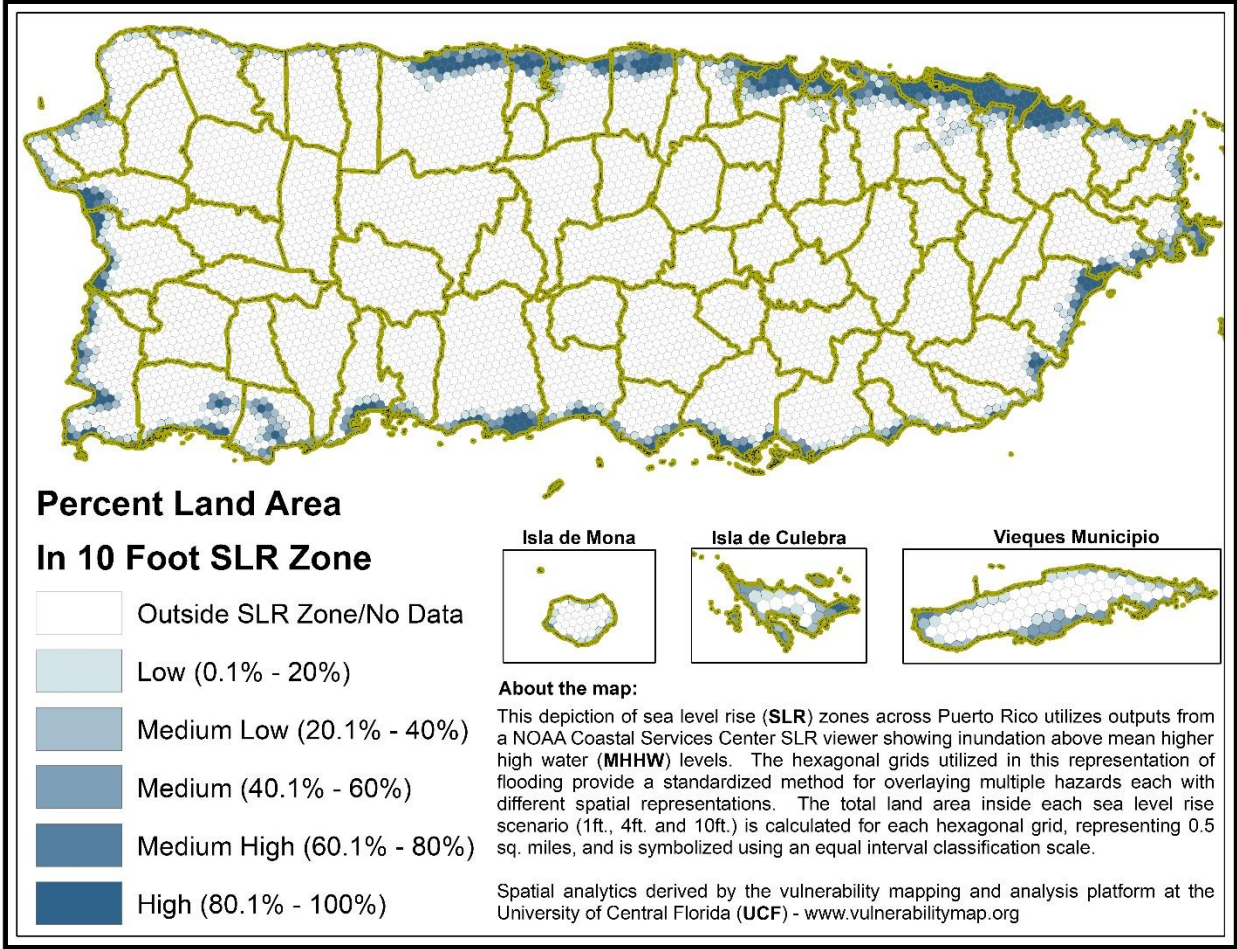 Percent Land Area
In 10 Foot SLR Zone
Outside SLR Zone/No Data
Low (0.1% - 20%)
Medium Low (20.1% - 40%)
Medium (40.1% - 60%)
Medium High (60.1% - 80%)
High (80.1% - 100%)
Isla de Mona
Isla de Culebra
Vieques Municipio
About the map:
This depiction of sea level rise (SLR) zones across Puerto Rico utilizes outputs from
a NOAA Coastal Services Center SLR viewer showing inundation above mean higher
high water (MHHW) levels. The hexagonal grids utilized in this representation of
flooding provide a standardized method for overlaying multiple hazards each with
different spatial representations. The total land area inside each sea level rise
scenario (1ft., 4ft. and 10ft.) is calculated for each hexagonal grid, representing 0.5
sq. miles, and is symbolized using an equal interval classification scale.
Spatial analytics derived by the vulnerability mapping and analysis platform at the
University of Central Florida (UCF) - www.vulnerabilitymap.org